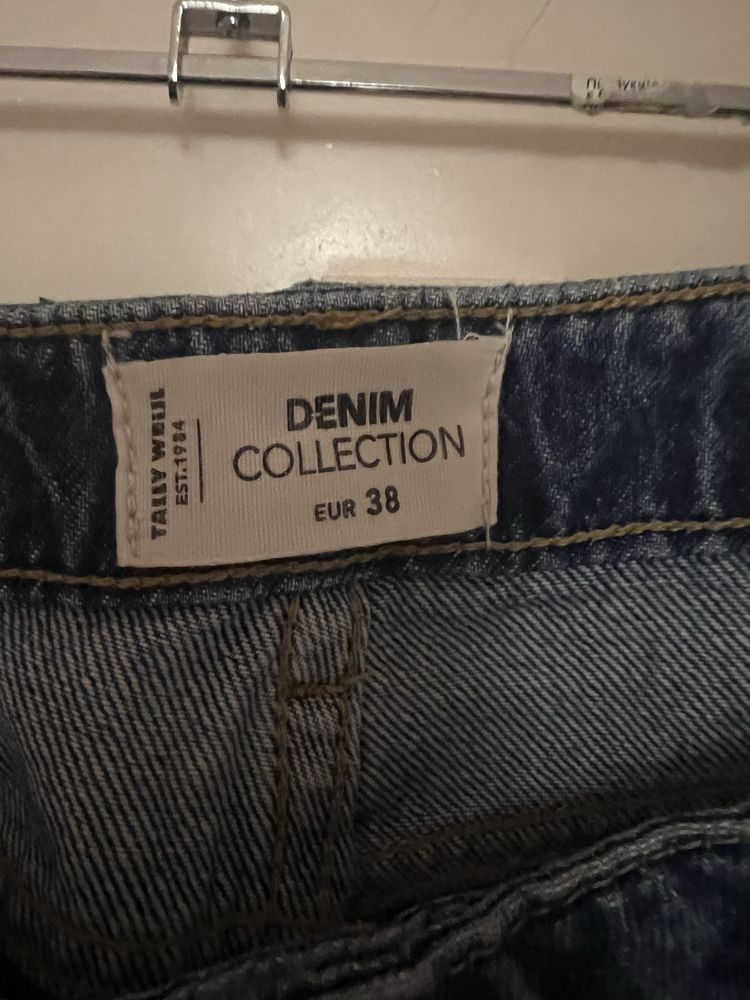 TALLY WEIJL
EST.1984
DENIM
COLLECTION
EUR 38